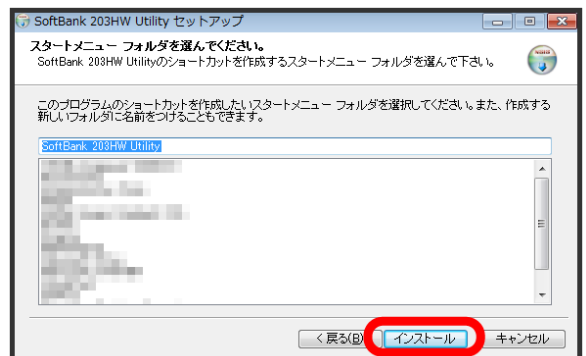 SoftBank 203HW Utility セットアップ
スタートメニュー フォルダを選んでください。
SoftBank 203HW Utilityのショートカットを作成するスタートメニュー フォルダを選んで下さい。
このプログラムのショートカットを作成したいスタートメニュー フォルダを選択してください。また、作成する
新しいフォルダに名前をつけることもできます。
SoftBank 203HW Utility
< 戻る(B)
インストール
キャンセル